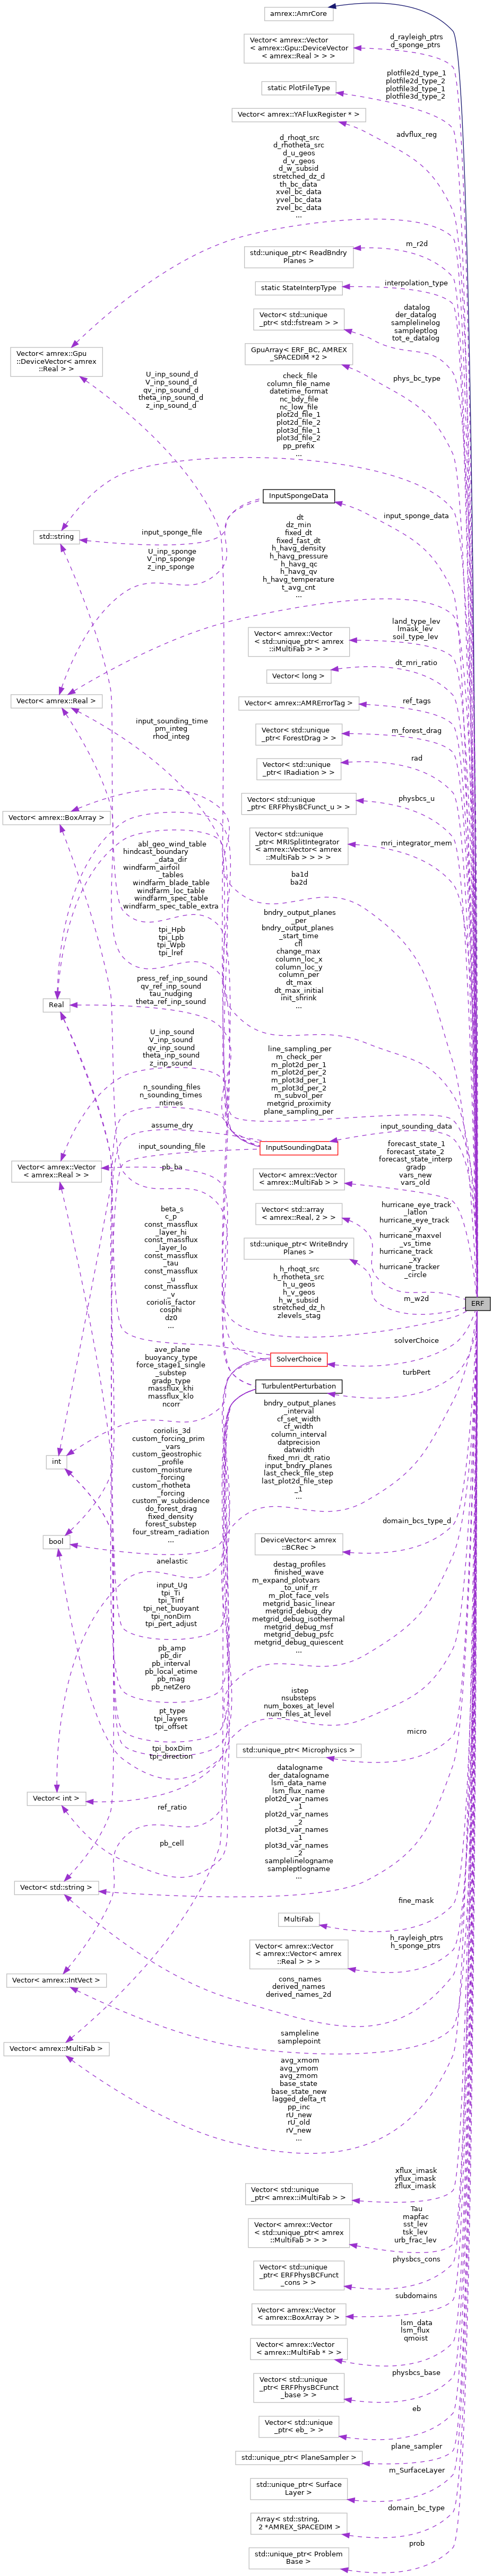 amrex::AmrCore
d_rayleigh_ptrs
d_sponge_ptrs
Vector< amrex::Vector
< amrex::Gpu::DeviceVector
< amrex::Real > > >
plotfile2d_type_1
plotfile2d_type_2
plotfile3d_type_1
plotfile3d_type_2
static PlotFileType
Vector< amrex::YAFluxRegister * >
advflux_reg
d_rhoqt_src
d_rhotheta_src
d_u_geos
d_v_geos
d_w_subsid
stretched_dz_d
th_bc_data
xvel_bc_data
yvel_bc_data
zvel_bc_data
...
m_r2d
std::unique_ptr< ReadBndry
Planes >
interpolation_type
static StateInterpType
datalog
der_datalog
samplelinelog
sampleptlog
tot_e_datalog
Vector< std::unique
_ptr< std::fstream > >
GpuArray< ERF_BC, AMREX
_SPACEDIM *2 >
phys_bc_type
Vector< amrex::Gpu
::DeviceVector< amrex
::Real > >
U_inp_sound_d
V_inp_sound_d
qv_inp_sound_d
theta_inp_sound_d
z_inp_sound_d
check_file
column_file_name
datetime_format
nc_bdy_file
nc_low_file
plot2d_file_1
plot2d_file_2
plot3d_file_1
plot3d_file_2
pp_prefix
...
InputSpongeData
input_sponge_data
std::string
input_sponge_file
U_inp_sponge
V_inp_sponge
z_inp_sponge
dt
dz_min
fixed_dt
fixed_fast_dt
h_havg_density
h_havg_pressure
h_havg_qc
h_havg_qv
h_havg_temperature
t_avg_cnt
...
land_type_lev
lmask_lev
soil_type_lev
Vector< amrex::Vector
< std::unique_ptr< amrex
::iMultiFab > > >
dt_mri_ratio
Vector< long >
Vector< amrex::Real >
Vector< amrex::AMRErrorTag >
ref_tags
input_sounding_time
pm_integ
rhod_integ
Vector< std::unique
_ptr< ForestDrag > >
m_forest_drag
Vector< std::unique
_ptr< IRadiation > >
rad
Vector< std::unique
_ptr< ERFPhysBCFunct_u > >
physbcs_u
Vector< amrex::BoxArray >
Vector< std::unique
_ptr< MRISplitIntegrator
< amrex::Vector< amrex
::MultiFab > > > >
mri_integrator_mem
abl_geo_wind_table
hindcast_boundary
_data_dir
windfarm_airfoil
_tables
windfarm_blade_table
windfarm_loc_table
windfarm_spec_table
windfarm_spec_table_extra
ba1d
ba2d
bndry_output_planes
_per
bndry_output_planes
_start_time
cfl
change_max
column_loc_x
column_loc_y
column_per
dt_max
dt_max_initial
init_shrink
...
tpi_Hpb
tpi_Lpb
tpi_Wpb
tpi_lref
Real
press_ref_inp_sound
qv_ref_inp_sound
tau_nudging
theta_ref_inp_sound
U_inp_sound
V_inp_sound
qv_inp_sound
theta_inp_sound
z_inp_sound
line_sampling_per
m_check_per
m_plot2d_per_1
m_plot2d_per_2
m_plot3d_per_1
m_plot3d_per_2
m_subvol_per
metgrid_proximity
plane_sampling_per
n_sounding_files
n_sounding_times
ntimes
assume_dry
input_sounding_data
InputSoundingData
input_sounding_file
Vector< amrex::Vector
< amrex::Real > >
pb_ba
Vector< amrex::Vector
< amrex::MultiFab > >
forecast_state_1
forecast_state_2
forecast_state_interp
gradp
vars_new
vars_old
Vector< std::array
< amrex::Real, 2 > >
hurricane_eye_track
_latlon
hurricane_eye_track
_xy
hurricane_maxvel
_vs_time
hurricane_track
_xy
hurricane_tracker
_circle
beta_s
c_p
const_massflux
_layer_hi
const_massflux
_layer_lo
const_massflux
_tau
const_massflux
_u
const_massflux
_v
coriolis_factor
cosphi
dz0
...
std::unique_ptr< WriteBndry
Planes >
m_w2d
h_rhoqt_src
h_rhotheta_src
h_u_geos
h_v_geos
h_w_subsid
stretched_dz_h
zlevels_stag
ERF
solverChoice
SolverChoice
ave_plane
buoyancy_type
force_stage1_single
_substep
gradp_type
massflux_khi
massflux_klo
ncorr
turbPert
TurbulentPerturbation
bndry_output_planes
_interval
cf_set_width
cf_width
column_interval
datprecision
datwidth
fixed_mri_dt_ratio
input_bndry_planes
last_check_file_step
last_plot2d_file_step
_1
...
int
coriolis_3d
custom_forcing_prim
_vars
custom_geostrophic
_profile
custom_moisture
_forcing
custom_rhotheta
_forcing
custom_w_subsidence
do_forest_drag
fixed_density
forest_substep
four_stream_radiation
...
bool
domain_bcs_type_d
DeviceVector< amrex
::BCRec >
anelastic
destag_profiles
finished_wave
m_expand_plotvars
_to_unif_rr
m_plot_face_vels
metgrid_basic_linear
metgrid_debug_dry
metgrid_debug_isothermal
metgrid_debug_msf
metgrid_debug_psfc
metgrid_debug_quiescent
...
input_Ug
tpi_Ti
tpi_Tinf
tpi_net_buoyant
tpi_nonDim
tpi_pert_adjust
pb_amp
pb_dir
pb_interval
pb_local_etime
pb_mag
pb_netZero
istep
nsubsteps
num_boxes_at_level
num_files_at_level
pt_type
tpi_layers
tpi_offset
micro
std::unique_ptr< Microphysics >
tpi_boxDim
tpi_direction
datalogname
der_datalogname
lsm_data_name
lsm_flux_name
plot2d_var_names
_1
plot2d_var_names
_2
plot3d_var_names
_1
plot3d_var_names
_2
samplelinelogname
sampleptlogname
...
Vector< int >
ref_ratio
pb_cell
Vector< std::string >
fine_mask
MultiFab
h_rayleigh_ptrs
h_sponge_ptrs
Vector< amrex::Vector
< amrex::Vector< amrex
::Real > > >
cons_names
derived_names
derived_names_2d
Vector< amrex::IntVect >
sampleline
samplepoint
Vector< amrex::MultiFab >
avg_xmom
avg_ymom
avg_zmom
base_state
base_state_new
lagged_delta_rt
pp_inc
rU_new
rU_old
rV_new
...
xflux_imask
yflux_imask
zflux_imask
Vector< std::unique
_ptr< amrex::iMultiFab > >
Tau
mapfac
sst_lev
tsk_lev
urb_frac_lev
Vector< amrex::Vector
< std::unique_ptr< amrex
::MultiFab > > >
physbcs_cons
Vector< std::unique
_ptr< ERFPhysBCFunct
_cons > >
subdomains
Vector< amrex::Vector
< amrex::BoxArray > >
lsm_data
lsm_flux
qmoist
Vector< amrex::Vector
< amrex::MultiFab * > >
physbcs_base
Vector< std::unique
_ptr< ERFPhysBCFunct
_base > >
eb
Vector< std::unique
_ptr< eb_ > >
plane_sampler
std::unique_ptr< PlaneSampler >
m_SurfaceLayer
std::unique_ptr< Surface
Layer >
domain_bc_type
Array< std::string,
2 *AMREX_SPACEDIM >
prob
std::unique_ptr< Problem
Base >